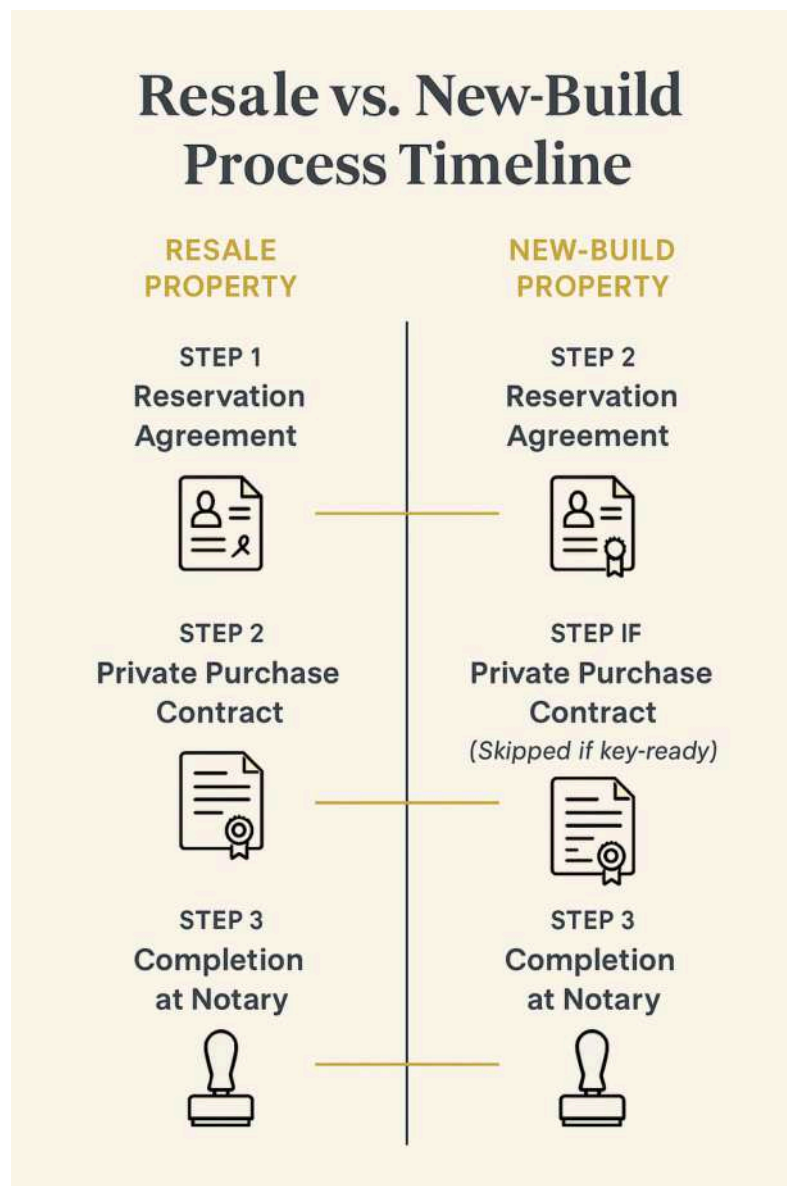 Resale vs. New-Build
Process Timeline
RESALE
PROPERTY
STEP 1
Reservation
Agreement
STEP 2
Private Purchase
Contract
STEP 3
Completion
at Notary
NEW-BUILD
PROPERTY
STEP 2
Reservation
Agreement
STEP IF
Private Purchase
Contract
(Skipped if key-ready)
STEP 3
Completion
at Notary